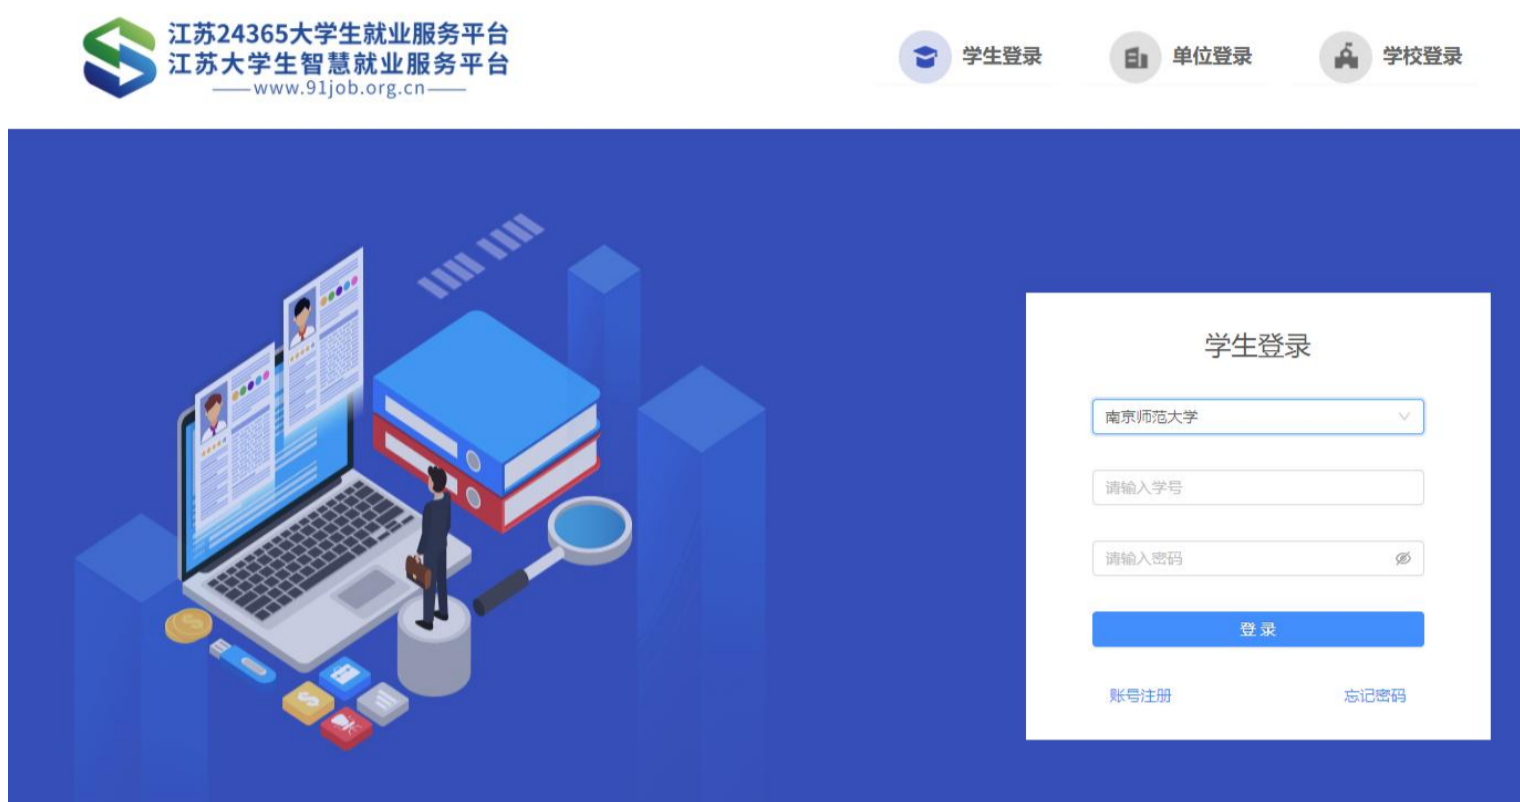 江苏24365大学生就业服务平台
江苏大学生智慧就业服务平台
www.91job.org.cn
学生登录
单位登录
学校登录
学生登录
南京师范大学
请输入学号
请输入密码
登 录
账号注册
忘记密码